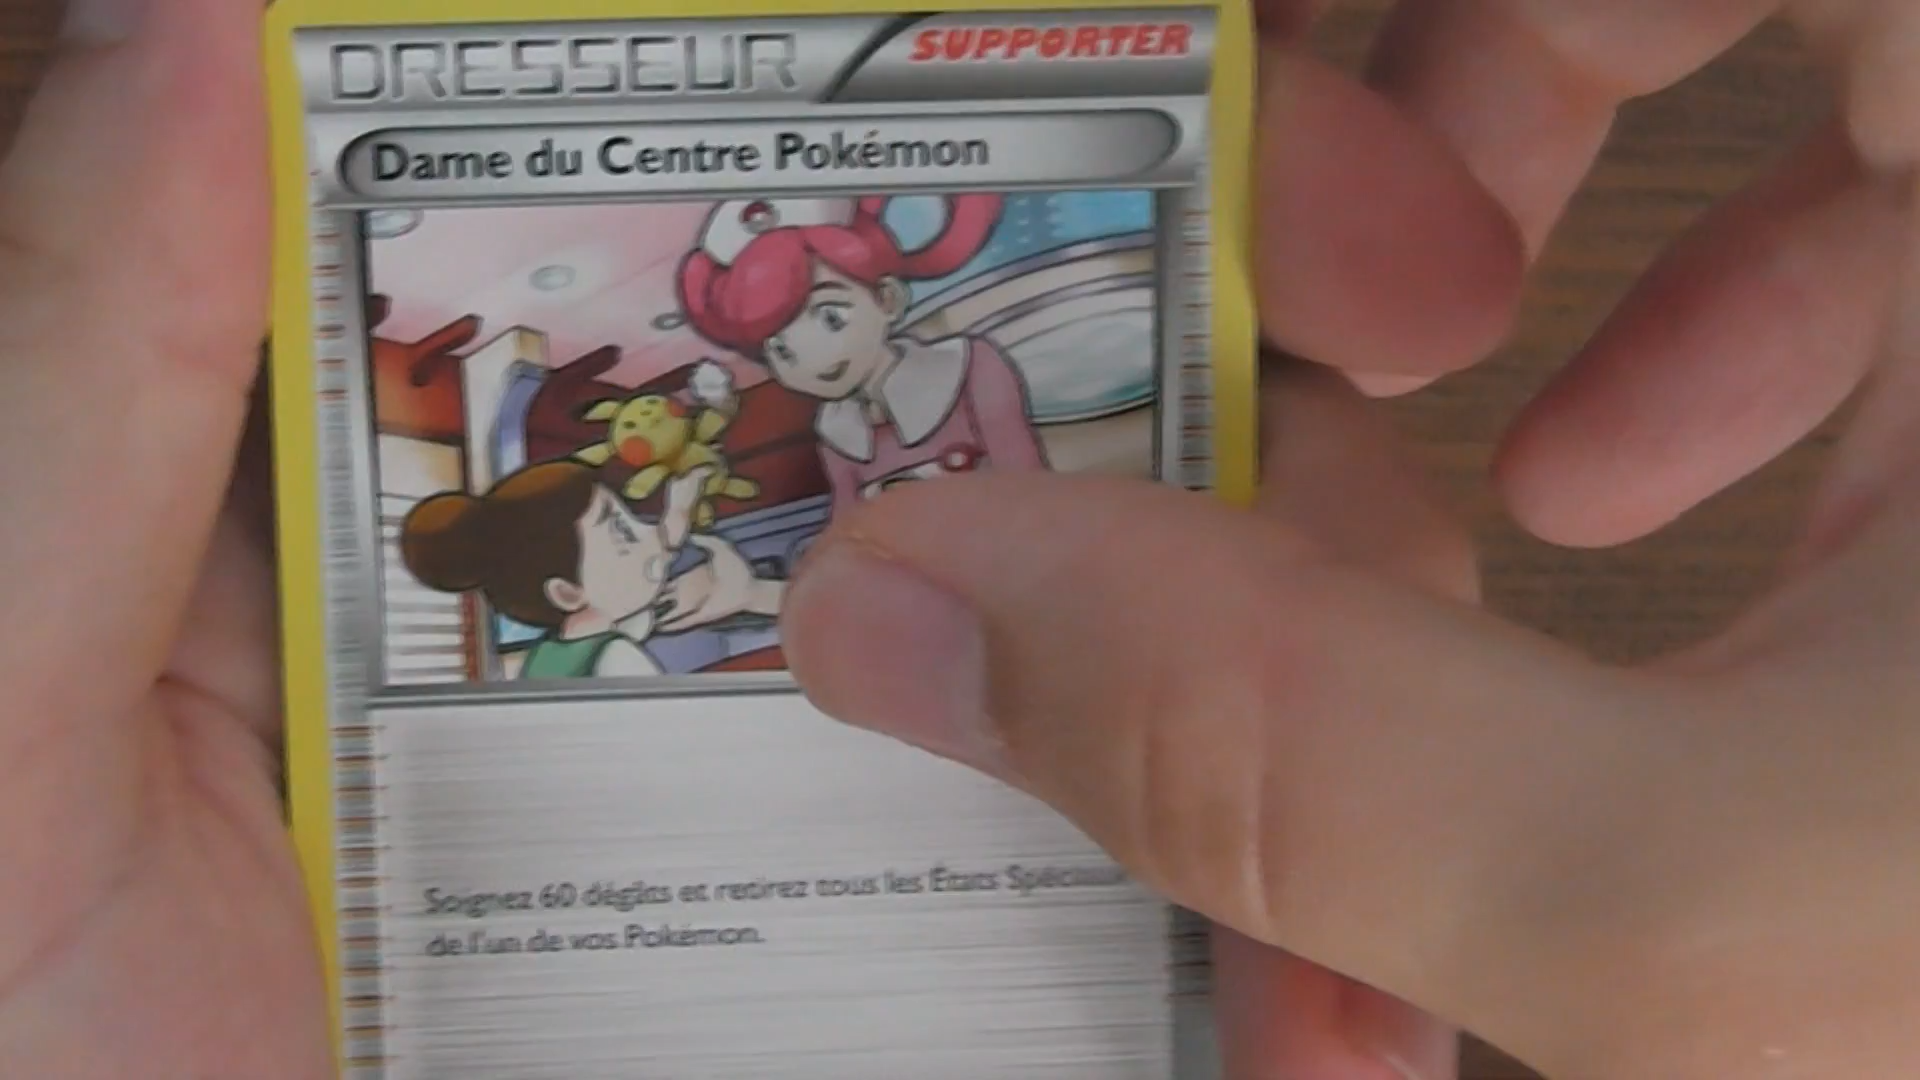 DRESSEUR SUPPORTER
Dame du Centre Pokémon
Soignez 60 dégâts et retirez tous les États Spéciaux
de l'un de vos Pokémon.